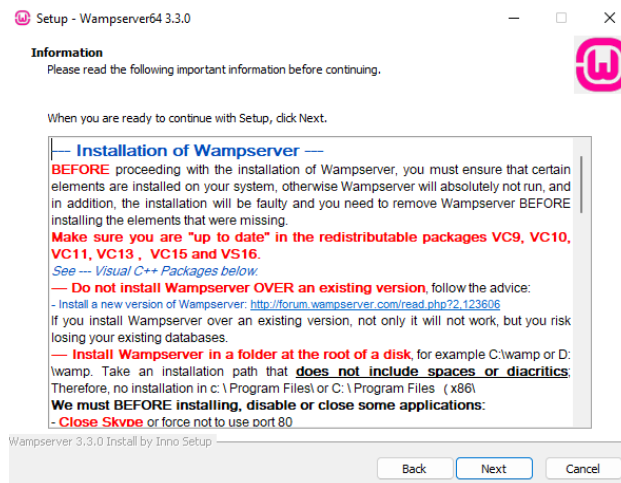 Setup - Wampserver64 3.3.0
Information
Please read the following important information before continuing.
When you are ready to continue with Setup, click Next.
--- Installation of Wampserver ---
BEFORE proceeding with the installation of Wampserver, you must ensure that certain
elements are installed on your system, otherwise Wampserver will absolutely not run, and
in addition, the installation will be faulty and you need to remove Wampserver BEFORE
installing the elements that were missing.
Make sure you are "up to date" in the redistributable packages VC9, VC10,
VC11, VC13 , VC15 and VS16.
See --- Visual C++ Packages below.
— Do not install Wampserver OVER an existing version, follow the advice:
- Install a new version of Wampserver: http://forum.wampserver.com/read.php?2,123606
If you install Wampserver over an existing version, not only it will not work, but you risk
losing your existing databases.
— Install Wampserver in a folder at the root of a disk, for example C:\wamp or D:
\wamp. Take an installation path that does not include spaces or diacritics;
Therefore, no installation in c: \ Program Files\ or C: \ Program Files (x86\
We must BEFORE installing, disable or close some applications:
- Close Skype or force not to use port 80
Wampserver 3.3.0 Install by Inno Setup
Back
Next
Cancel